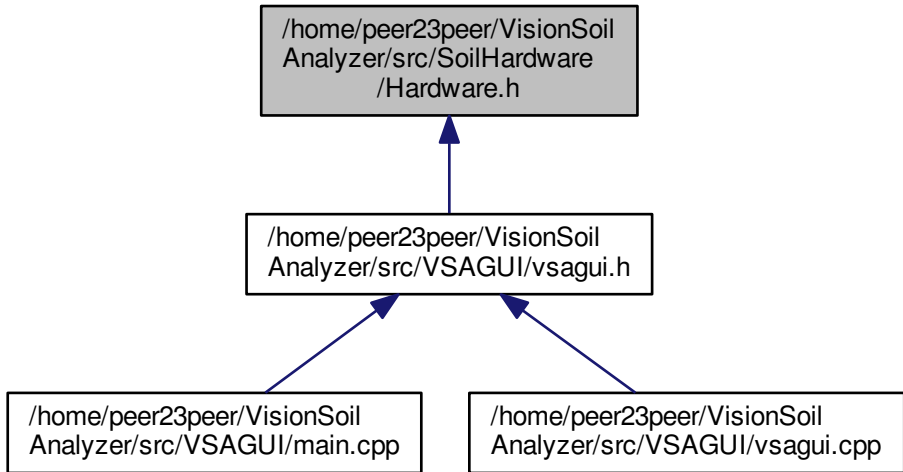 /home/peer23peer/VisionSoil
Analyzer/src/SoilHardware
/Hardware.h
/home/peer23peer/VisionSoil
Analyzer/src/VSAGUI/vsagui.h
/home/peer23peer/VisionSoil
Analyzer/src/VSAGUI/main.cpp
/home/peer23peer/VisionSoil
Analyzer/src/VSAGUI/vsagui.cpp